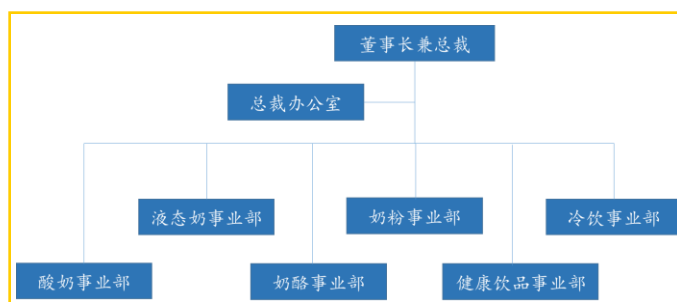 董事长兼总裁
总裁办公室
液态奶事业部
奶粉事业部
冷饮事业部
酸奶事业部
奶酪事业部
健康饮品事业部